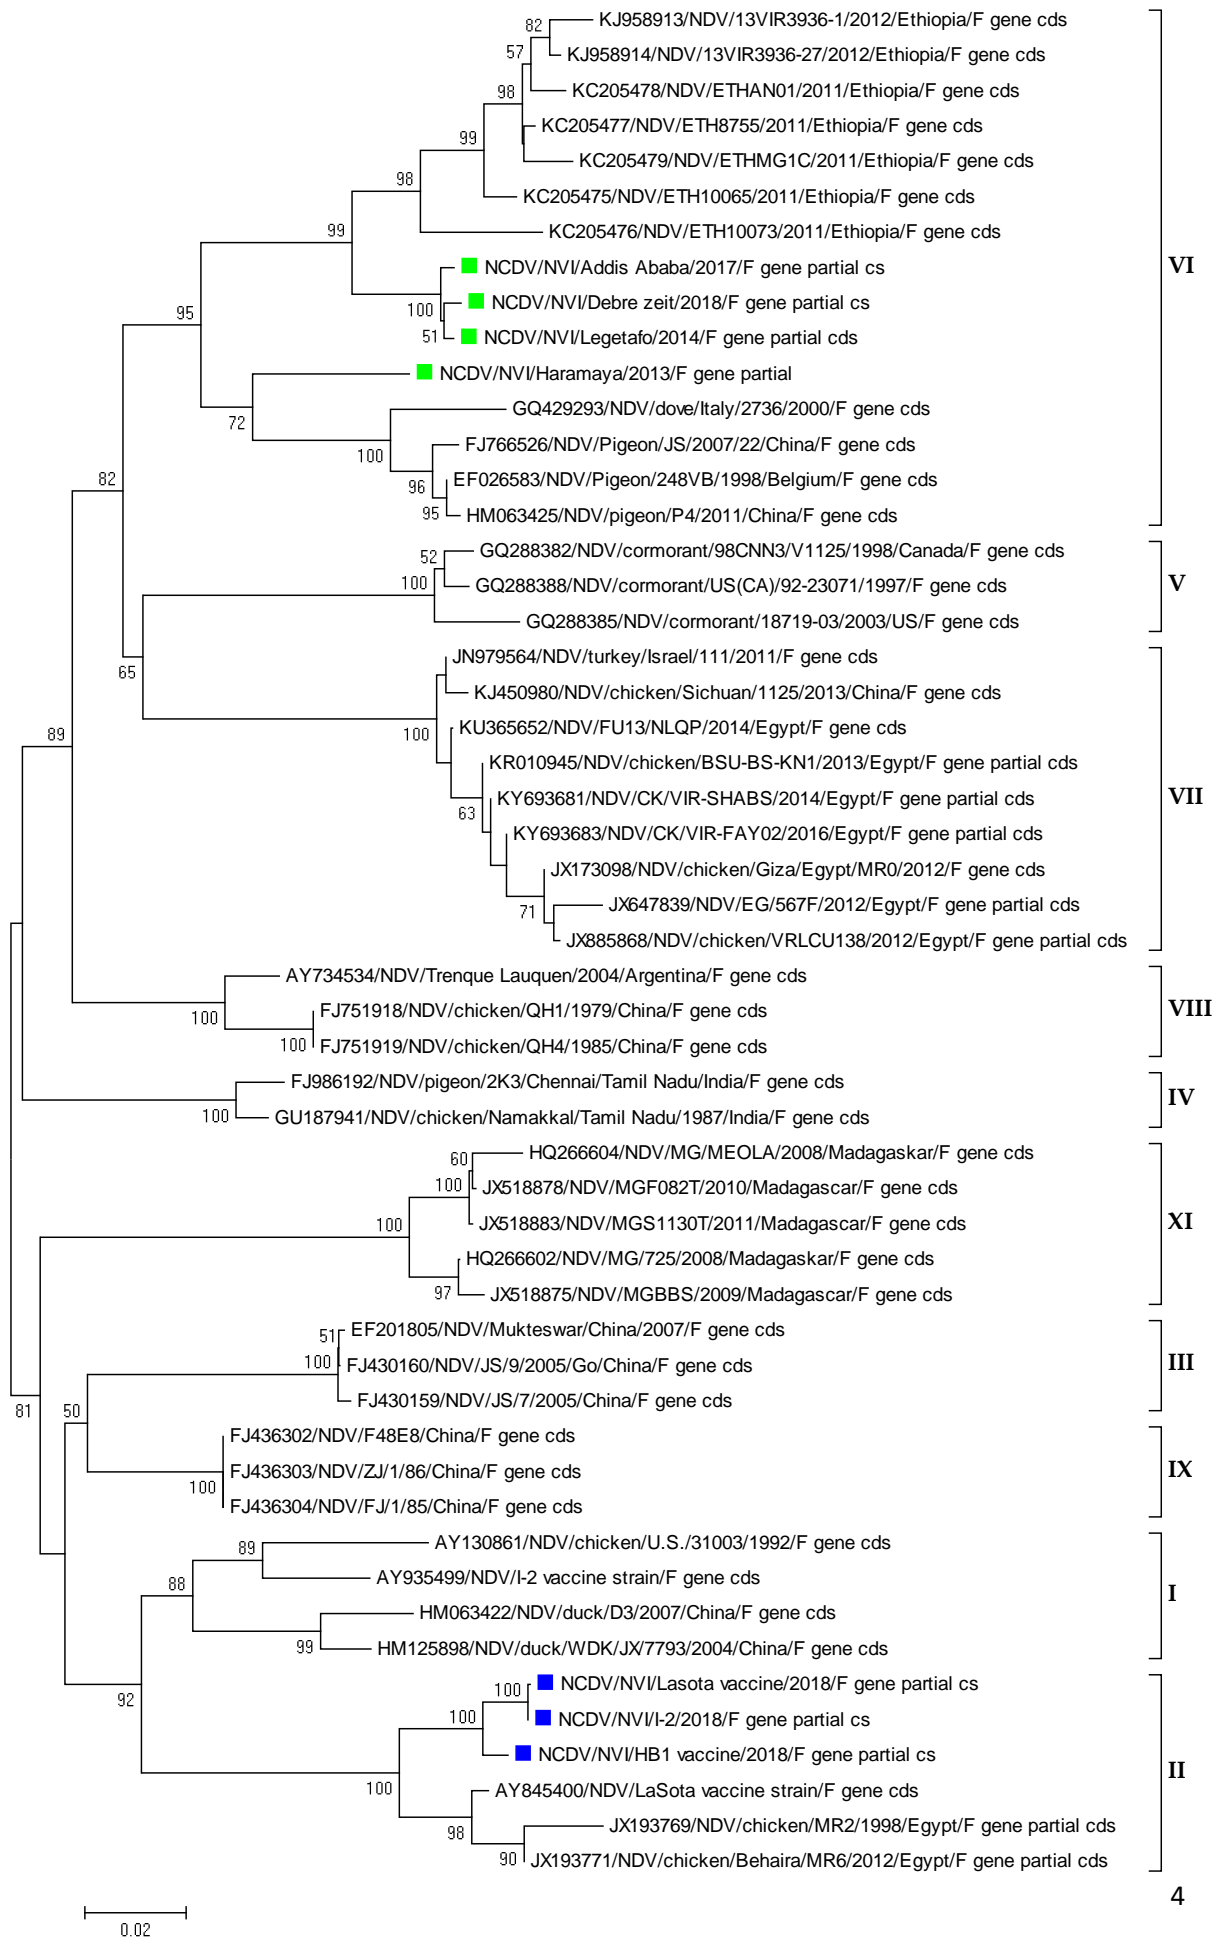 82
KJ958913/NDV/13VIR3936-1/2012/Ethiopia/F gene cds
57
KJ958914/NDV/13VIR3936-27/2012/Ethiopia/F gene cds
98
KC205478/NDV/ETHAN01/2011/Ethiopia/F gene cds
99
KC205477/NDV/ETH8755/2011/Ethiopia/F gene cds
KC205479/NDV/ETHMG1C/2011/Ethiopia/F gene cds
98
KC205475/NDV/ETH10065/2011/Ethiopia/F gene cds
99
KC205476/NDV/ETH10073/2011/Ethiopia/F gene cds
VI
NCDV/NVI/Addis Ababa/2017/F gene partial cs
100
NCDV/NVI/Debre zeit/2018/F gene partial cs
95
51
NCDV/NVI/Legetafo/2014/F gene partial cds
NCDV/NVI/Haramaya/2013/F gene partial
72
GQ429293/NDV/dove/Italy/2736/2000/F gene cds
100
FJ766526/NDV/Pigeon/JS/2007/22/China/F gene cds
82
96
EF026583/NDV/Pigeon/248VB/1998/Belgium/F gene cds
95
HM063425/NDV/pigeon/P4/2011/China/F gene cds
52
GQ288382/NDV/cormorant/98CNN3/V1125/1998/Canada/F gene cds
100
GQ288388/NDV/cormorant/US(CA)/92-23071/1997/F gene cds
V
GQ288385/NDV/cormorant/18719-03/2003/US/F gene cds
65
JN979564/NDV/turkey/Israel/111/2011/F gene cds
KJ450980/NDV/chicken/Sichuan/1125/2013/China/F gene cds
89
100
KU365652/NDV/FU13/NLQP/2014/Egypt/F gene cds
KR010945/NDV/chicken/BSU-BS-KN1/2013/Egypt/F gene partial cds
63
KY693681/NDV/CK/VIR-SHABS/2014/Egypt/F gene partial cds
VII
KY693683/NDV/CK/VIR-FAY02/2016/Egypt/F gene partial cds
JX173098/NDV/chicken/Giza/Egypt/MR0/2012/F gene cds
71
JX647839/NDV/EG/567F/2012/Egypt/F gene partial cds
JX885868/NDV/chicken/VRLCU138/2012/Egypt/F gene partial cds
AY734534/NDV/Trenque Lauquen/2004/Argentina/F gene cds
100
FJ751918/NDV/chicken/QH1/1979/China/F gene cds
VIII
100
FJ751919/NDV/chicken/QH4/1985/China/F gene cds
FJ986192/NDV/pigeon/2K3/Chennai/Tamil Nadu/India/F gene cds
IV
100
GU187941/NDV/chicken/Namakkal/Tamil Nadu/1987/India/F gene cds
60
HQ266604/NDV/MG/MEOLA/2008/Madagaskar/F gene cds
100
JX518878/NDV/MGF082T/2010/Madagascar/F gene cds
100
JX518883/NDV/MGS1130T/2011/Madagascar/F gene cds
XI
HQ266602/NDV/MG/725/2008/Madagaskar/F gene cds
97
JX518875/NDV/MGBBS/2009/Madagascar/F gene cds
51
EF201805/NDV/Mukteswar/China/2007/F gene cds
100
FJ430160/NDV/JS/9/2005/Go/China/F gene cds
III
FJ430159/NDV/JS/7/2005/China/F gene cds
81
50
FJ436302/NDV/F48E8/China/F gene cds
FJ436303/NDV/ZJ/1/86/China/F gene cds
IX
100
FJ436304/NDV/FJ/1/85/China/F gene cds
89
AY130861/NDV/chicken/U.S./31003/1992/F gene cds
88
AY935499/NDV/I-2 vaccine strain/F gene cds
I
HM063422/NDV/duck/D3/2007/China/F gene cds
99
HM125898/NDV/duck/WDK/JX/7793/2004/China/F gene cds
92
100
NCDV/NVI/Lasota vaccine/2018/F gene partial cs
100
NCDV/NVI/I-2/2018/F gene partial cs
NCDV/NVI/HB1 vaccine/2018/F gene partial cs
II
100
AY845400/NDV/LaSota vaccine strain/F gene cds
98
JX193769/NDV/chicken/MR2/1998/Egypt/F gene partial cds
90
JX193771/NDV/chicken/Behaira/MR6/2012/Egypt/F gene partial cds
4
0.02